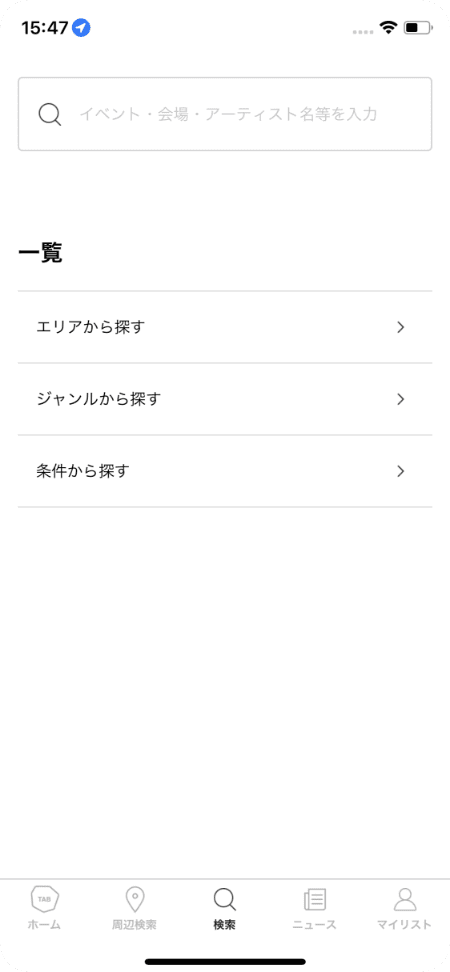 15:47
イベント・会場・アーティスト名等を入力
一覧
エリアから探す
ジャンルから探す
条件から探す
TAB
ホーム
周辺検索
検索
ニュース
マイリスト